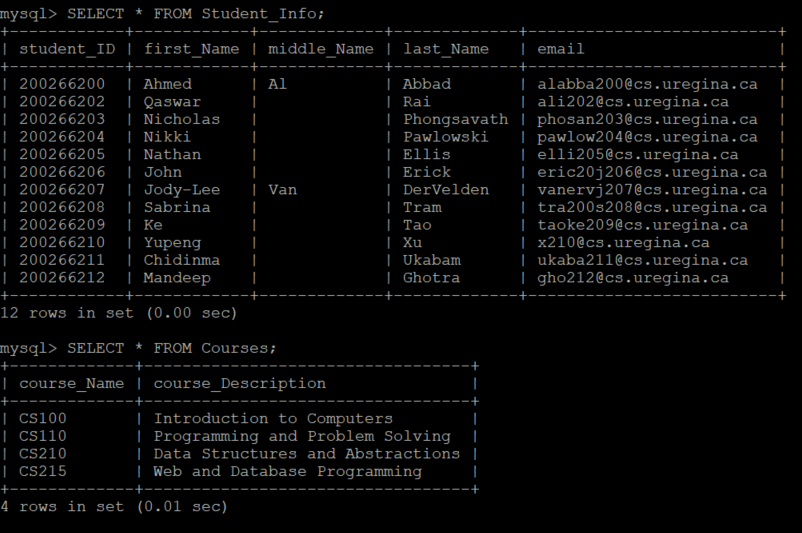 mysql> SELECT * FROM Student_Info;
+------------+------------+-------------+-------------+--------------------------+
| student_ID | first_Name | middle_Name | last_Name | email |
+------------+------------+-------------+-------------+--------------------------+
| 200266200 | Ahmed | Al | Abbad | alabba200@cs.uregina.ca |
| 200266202 | Qaswar | | Rai | ali202@cs.uregina.ca |
| 200266203 | Nicholas | | Phongsavath | phosan203@cs.uregina.ca |
| 200266204 | Nikki | | Pawlowski | pawlow204@cs.uregina.ca |
| 200266205 | Nathan | | Ellis | elli205@cs.uregina.ca |
| 200266206 | John | | Erick | eric20j206@cs.uregina.ca |
| 200266207 | Jody-Lee | Van | DerVelden | vanervj207@cs.uregina.ca |
| 200266208 | Sabrina | | Tram | tra200s208@cs.uregina.ca |
| 200266209 | Ke | | Tao | taoke209@cs.uregina.ca |
| 200266210 | Yupeng | | Xu | x210@cs.uregina.ca |
| 200266211 | Chidinma | | Ukabam | ukaba211@cs.uregina.ca |
| 200266212 | Mandeep | | Ghotra | gho212@cs.uregina.ca |
+------------+------------+-------------+-------------+--------------------------+
12 rows in set (0.00 sec)
mysql> SELECT * FROM Courses;
+-------------+----------------------------------+
| course_Name | course_Description |
+-------------+----------------------------------+
| CS100 | Introduction to Computers |
| CS110 | Programming and Problem Solving |
| CS210 | Data Structures and Abstractions |
| CS215 | Web and Database Programming |
+-------------+----------------------------------+
4 rows in set (0.01 sec)